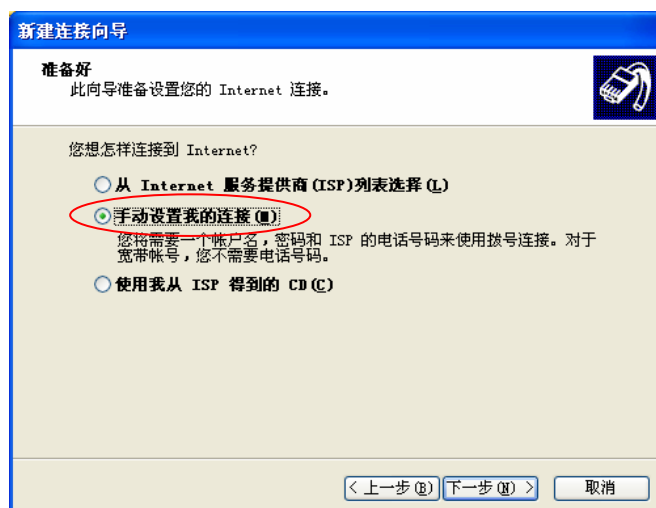 新建连接向导
准备好
此向导准备设置您的 Internet 连接。
您想怎样连接到 Internet?
从 Internet 服务提供商(ISP)列表选择(L)
手动设置我的连接(M)
您将需要一个帐户名，密码和 ISP 的电话号码来使用拨号连接。对于
宽带帐号，您不需要电话号码。
使用我从 ISP 得到的 CD(C)
< 上一步(B) 下一步(N) > 取消